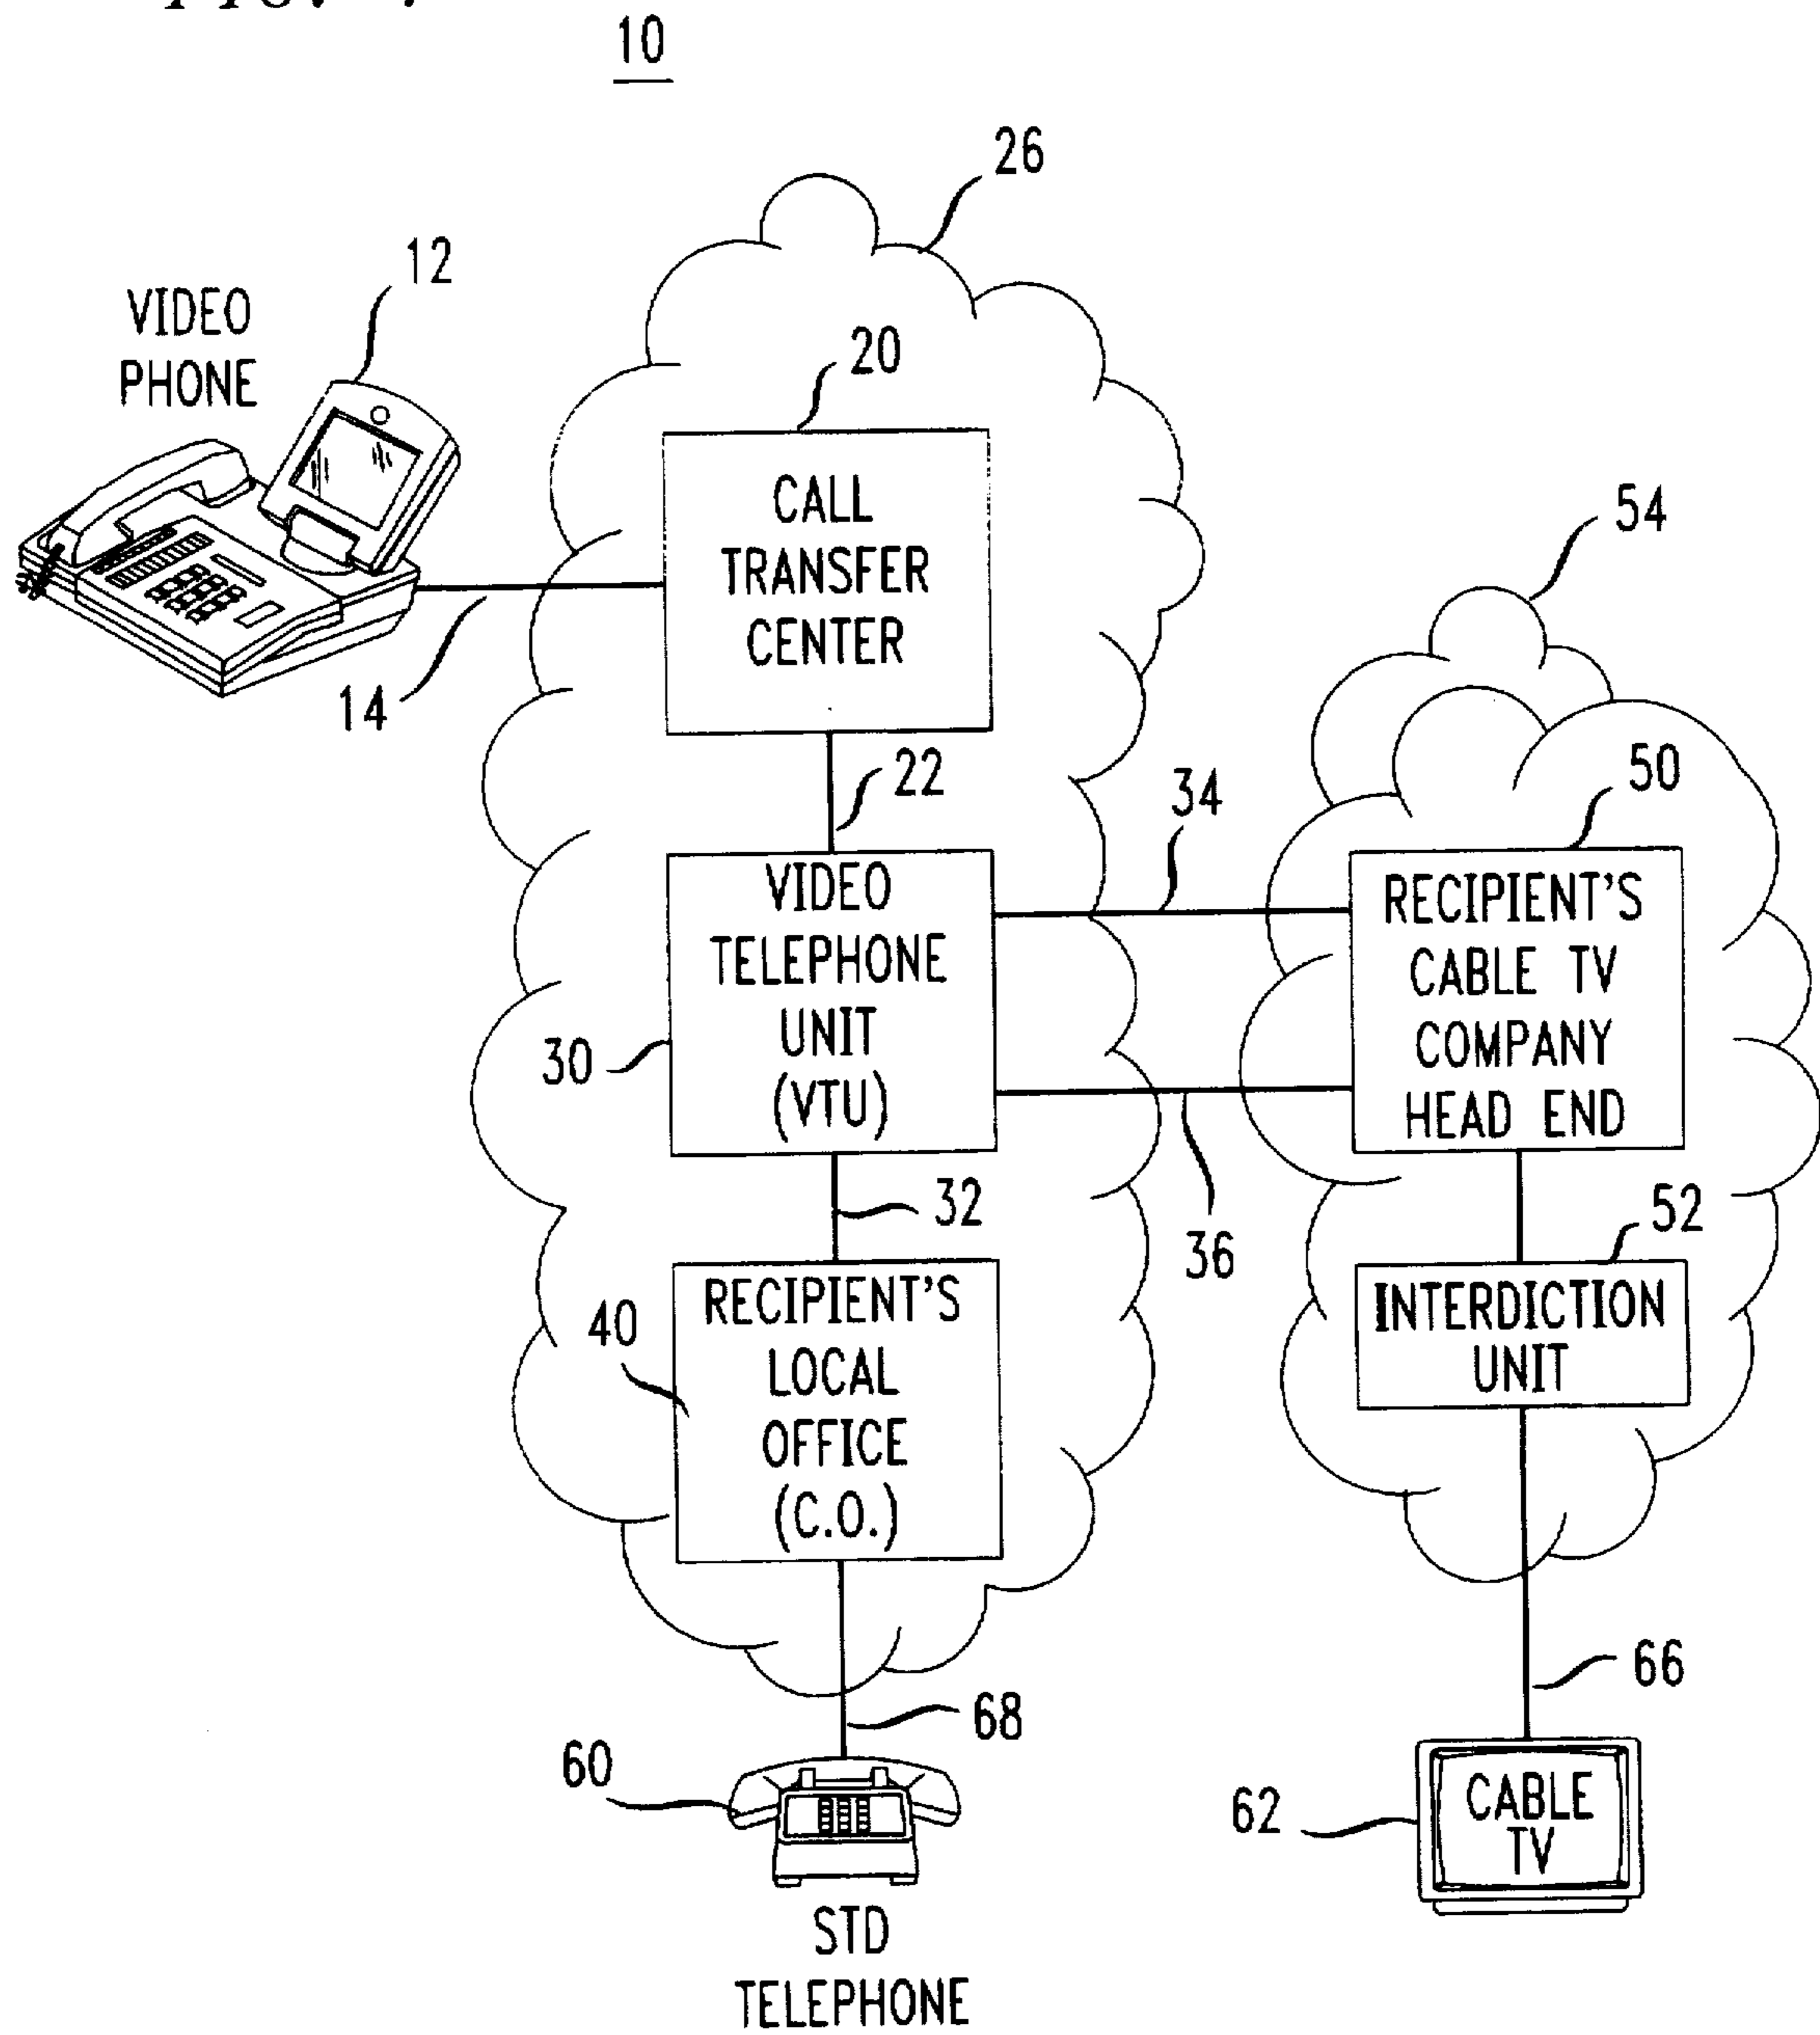 10
26
12
VIDEO
PHONE
20
CALL
TRANSFER
CENTER
14
54
22
34
50
VIDEO
TELEPHONE
UNIT
(VTU)
30
RECIPIENT'S
CABLE TV
COMPANY
HEAD END
32
36
52
INTERDICTION
UNIT
40
RECIPIENT'S
LOCAL
OFFICE
(C.O.)
68
66
60
62
CABLE
TV
STD
TELEPHONE